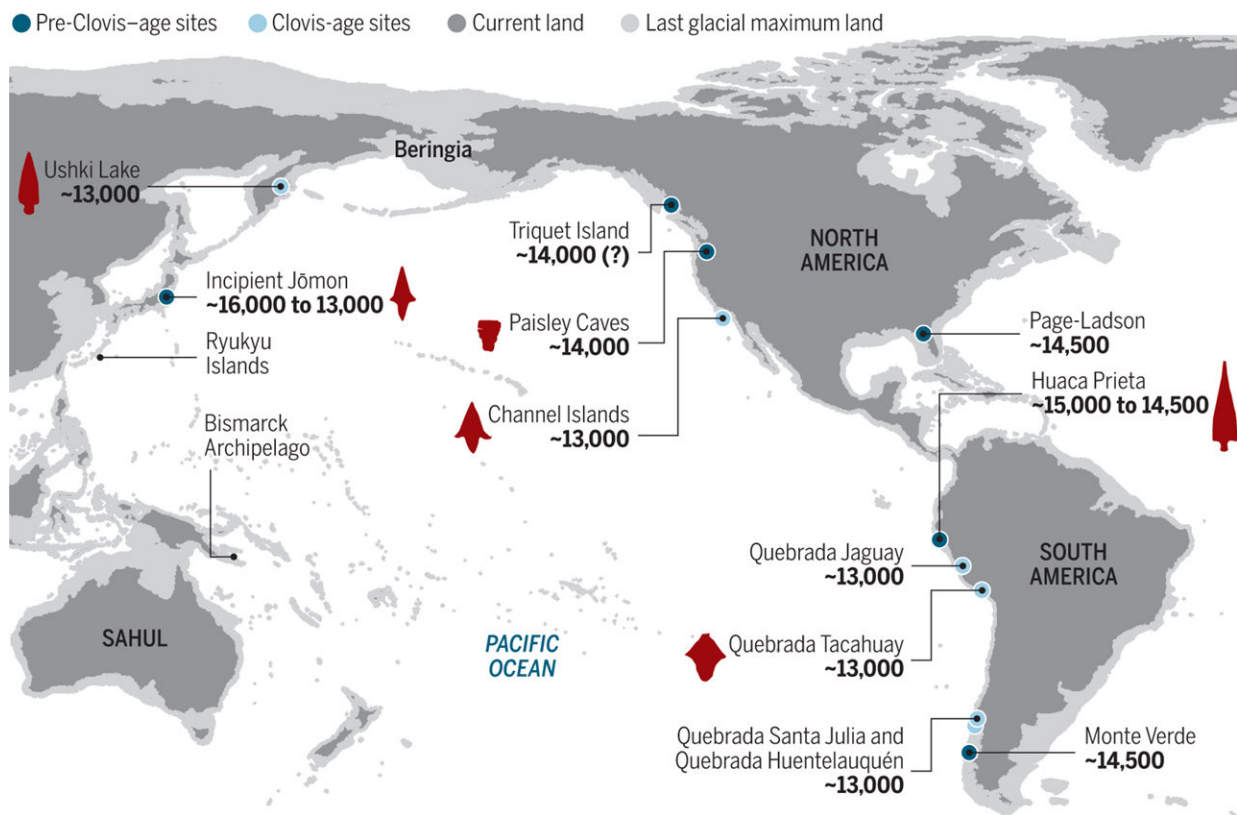 Pre-Clovis–age sites
Clovis-age sites
Current land
Last glacial maximum land
Beringia
Ushki Lake
~13,000
Triquet Island
~14,000 (?)
NORTH
AMERICA
Incipient Jōmon
~16,000 to 13,000
Paisley Caves
~14,000
Page-Ladson
~14,500
Ryukyu
Islands
Huaca Prieta
~15,000 to 14,500
Channel Islands
~13,000
Bismarck
Archipelago
Quebrada Jaguay
~13,000
SOUTH
AMERICA
SAHUL
PACIFIC
OCEAN
Quebrada Tacahuay
~13,000
Quebrada Santa Julia and
Quebrada Huentelauquén
~13,000
Monte Verde
~14,500